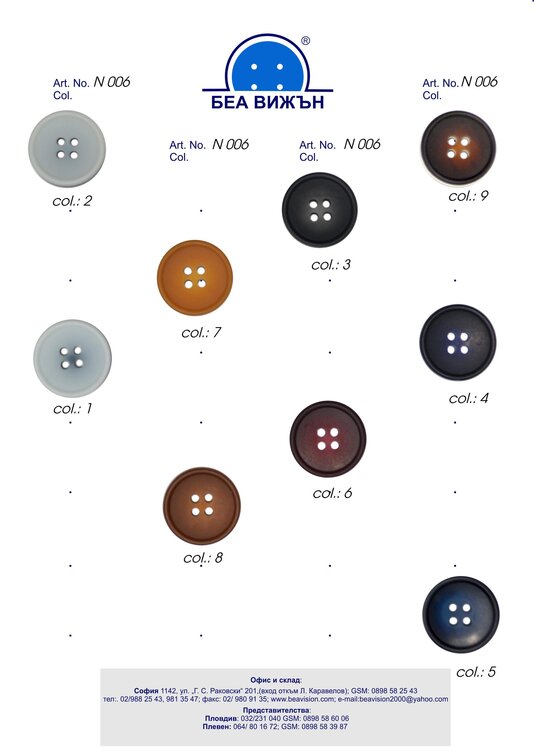 ®
БЕА ВИЖЪН
Art. No. N 006
Col.
Art. No. N 006
Col.
Art. No. N 006
Col.
Art. No. N 006
Col.
col.: 2
col.: 9
col.: 3
col.: 7
col.: 1
col.: 4
col.: 6
col.: 8
col.: 5
Офис и склад:
София 1142, ул. „Г. С. Раковски" 201,(вход откъм Л. Каравелов); GSM: 0898 58 25 43
тел:. 02/988 25 43, 981 35 47; факс: 02/ 980 91 35; www.beavision.com; e-mail:beavision2000@yahoo.com
Представителства:
Пловдив: 032/231 040 GSM: 0898 58 60 06
Плевен: 064/ 80 16 72; GSM: 0898 58 39 87